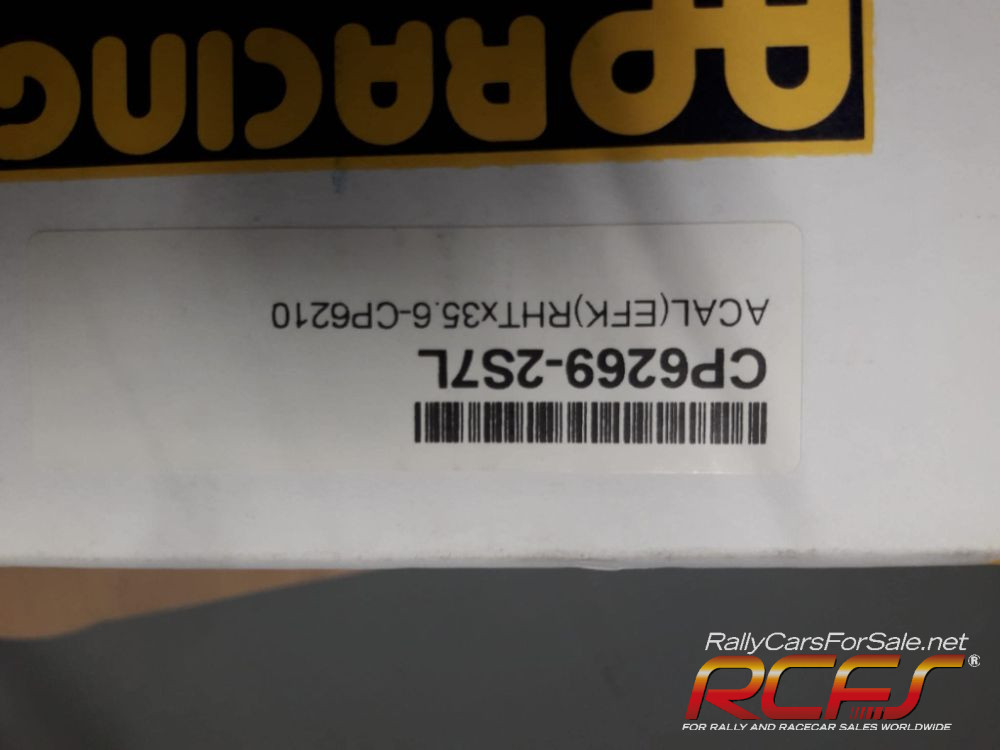 AP RACING
ACAL(EFK)RHTx35.6-CP6210
CP6269-2S7L
RallyCarsForSale.net
RCFS®
FOR RALLY AND RACECAR SALES WORLDWIDE